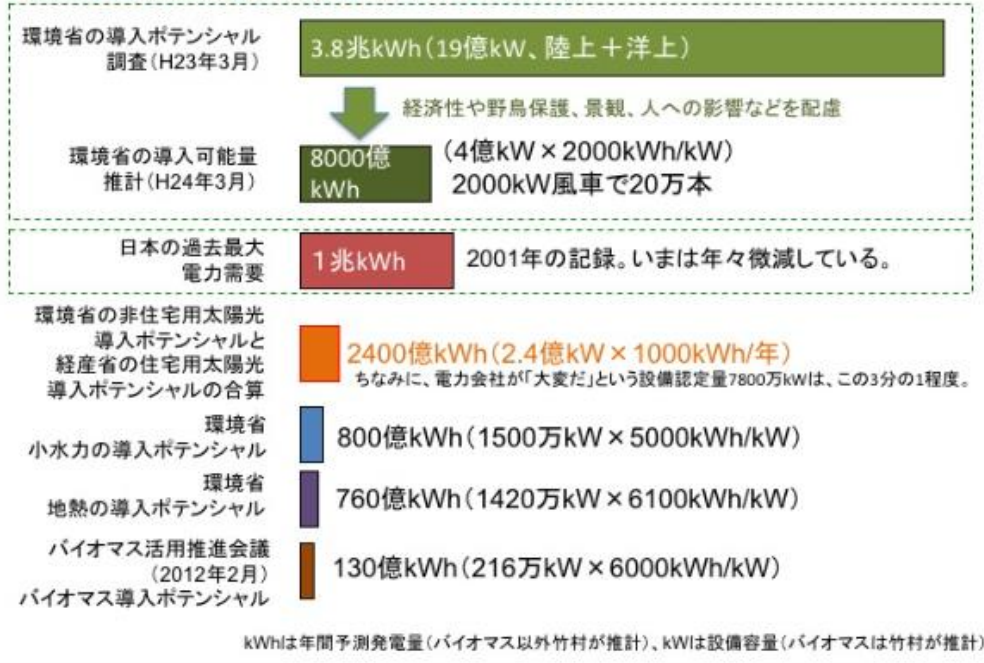 環境省の導入ポテンシャル
調査(H23年3月)
3.8兆kWh(19億kW、陸上+洋上)
経済性や野鳥保護、景観、人への影響などを配慮
環境省の導入可能量
推計(H24年3月)
8000億
kWh
(4億kW×2000kWh/kW)
2000kW風車で20万本
日本の過去最大
電力需要
1兆kWh
2001年の記録。いまは年々微減している。
環境省の非住宅用太陽光
導入ポテンシャルと
経産省の住宅用太陽光
導入ポテンシャルの合算
2400億kWh(2.4億kW×1000kWh/年)
ちなみに、電力会社が「大変だ」という設備認定量7800万kWは、この3分の1程度。
環境省
小水力の導入ポテンシャル
800億kWh(1500万kW×5000kWh/kW)
環境省
地熱の導入ポテンシャル
760億kWh(1420万kW×6100kWh/kW)
バイオマス活用推進会議
(2012年2月)
バイオマス導入ポテンシャル
130億kWh(216万kW×6000kWh/kW)
kWhは年間予測発電量(バイオマス以外竹村が推計)、kWは設備容量(バイオマスは竹村が推計)